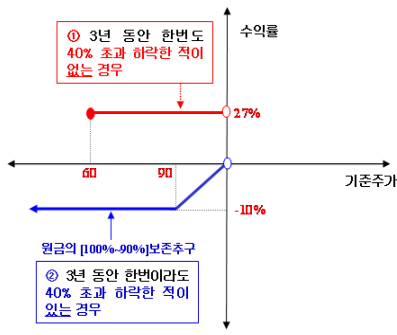 수익률
① 3년 동안 한번도
40% 초과 하락한 적이
없는 경우
27%
60
90
기준주가
-10%
원금의 [100%~90%]보존추구
② 3년 동안 한번이라도
40% 초과 하락한 적이
있는 경우